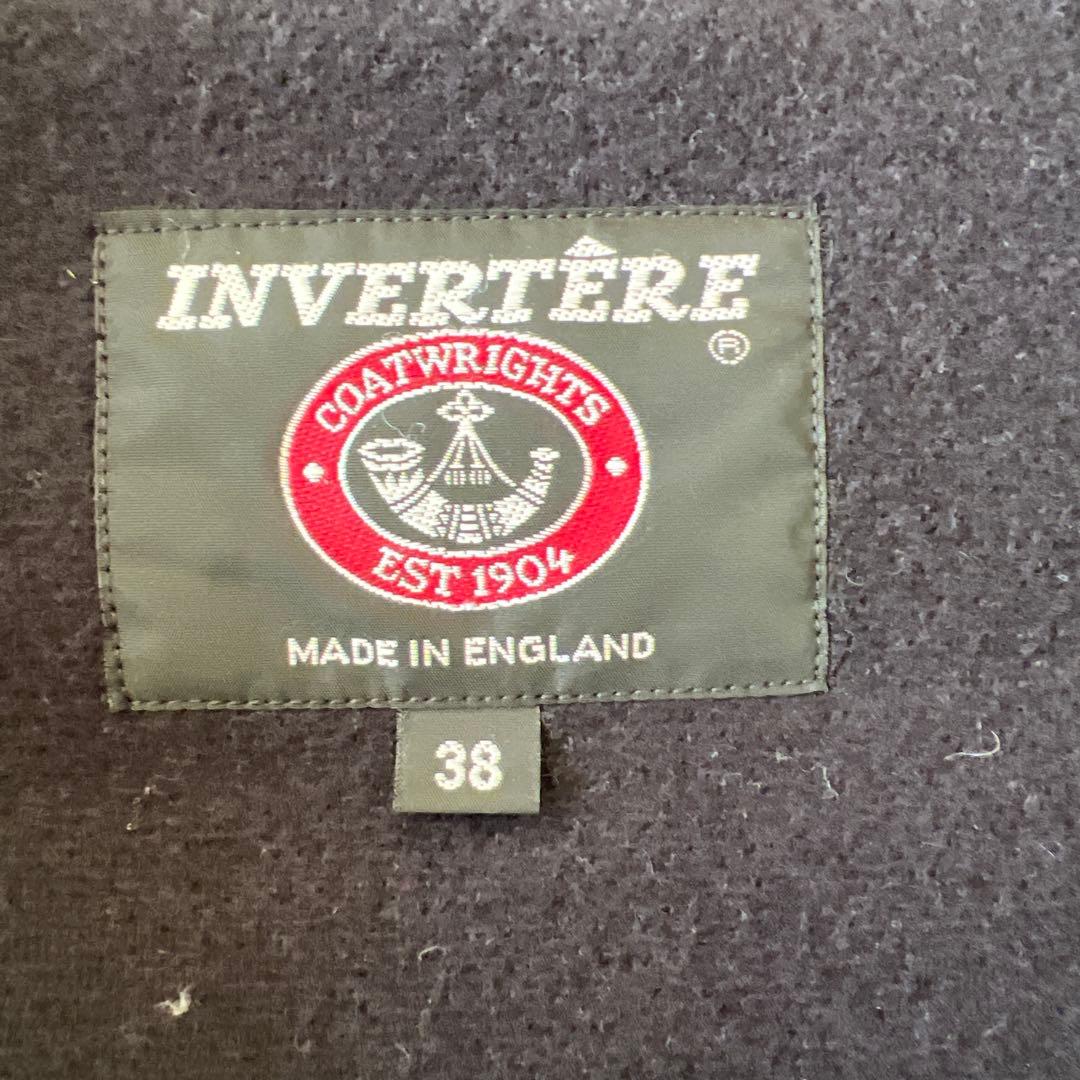 INVERTÊRE
®
COATWRIGHTS
EST 1904
MADE IN ENGLAND
38